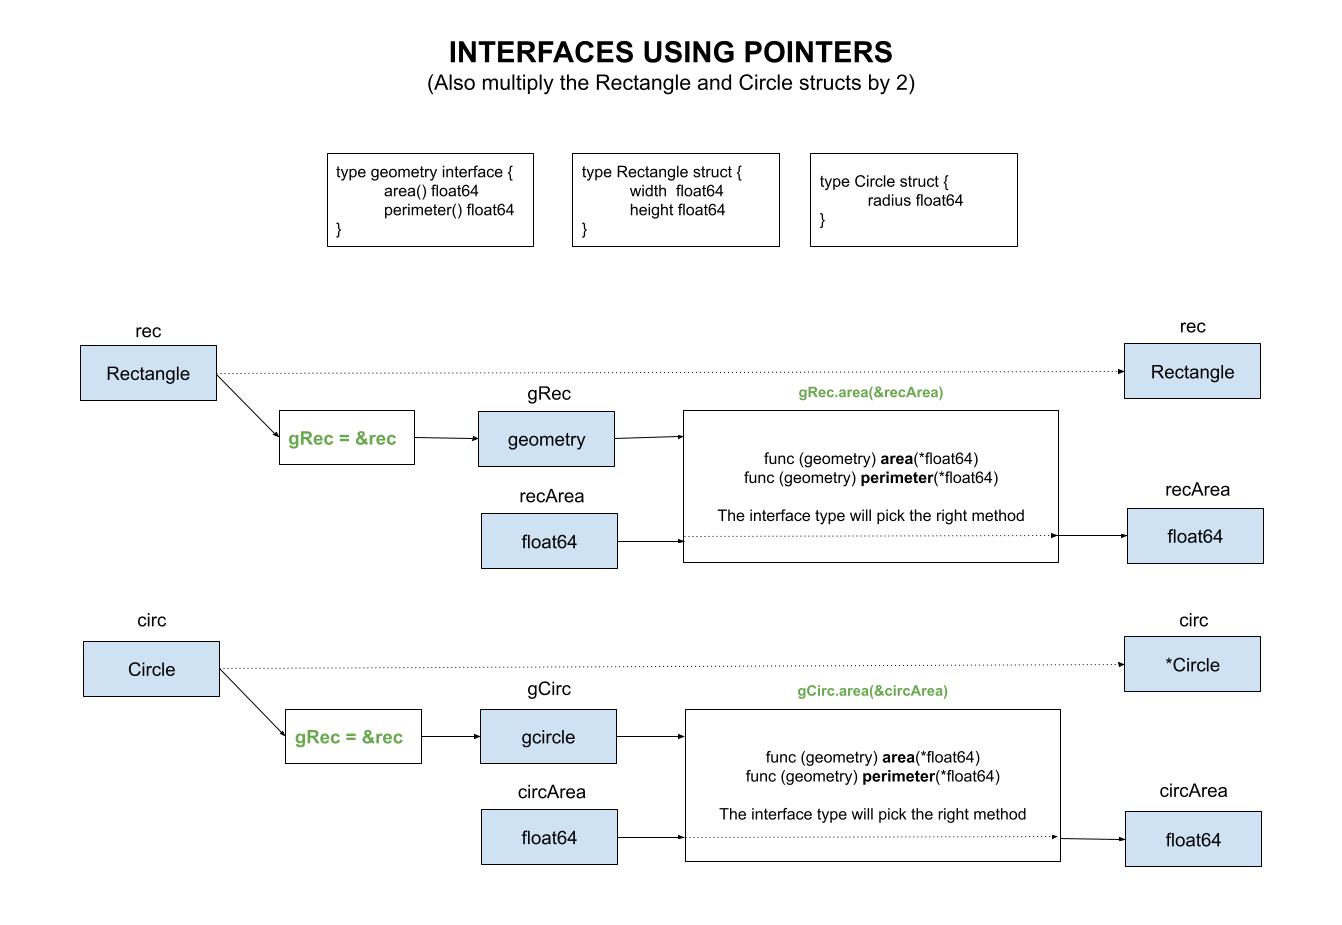 INTERFACES USING POINTERS
(Also multiply the Rectangle and Circle structs by 2)
type geometry interface {
area() float64
perimeter() float64
}
type Rectangle struct {
width  float64
height float64
}
type Circle struct {
radius float64
}
rec
Rectangle
gRec = &rec
gRec
geometry
recArea
float64
gRec.area(&recArea)
func (geometry) area(*float64)
func (geometry) perimeter(*float64)
The interface type will pick the right method
rec
Rectangle
recArea
float64
circ
Circle
gRec = &rec
gCirc
gcircle
circArea
float64
gCirc.area(&circArea)
func (geometry) area(*float64)
func (geometry) perimeter(*float64)
The interface type will pick the right method
circ
*Circle
circArea
float64